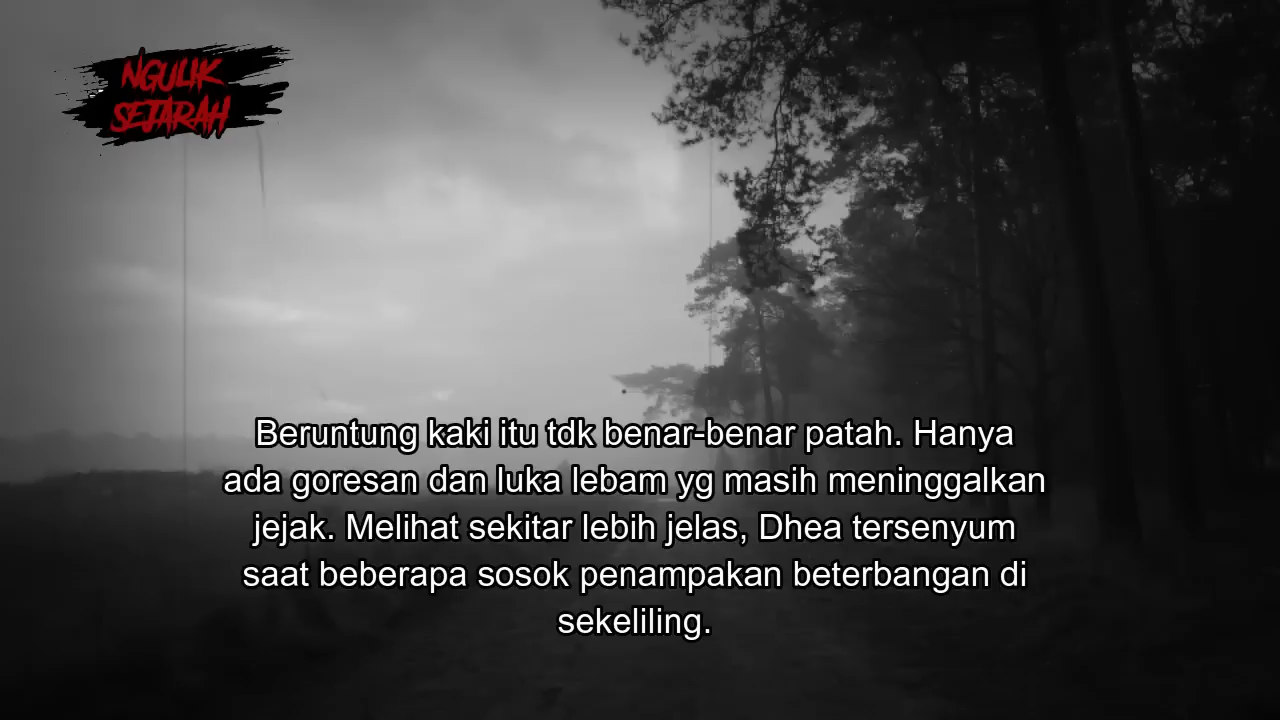 NGULIK
SEJARAH
Beruntung kaki itu tdk benar-benar patah. Hanya
ada goresan dan luka lebam yg masih meninggalkan
jejak. Melihat sekitar lebih jelas, Dhea tersenyum
saat beberapa sosok penampakan beterbangan di
sekeliling.